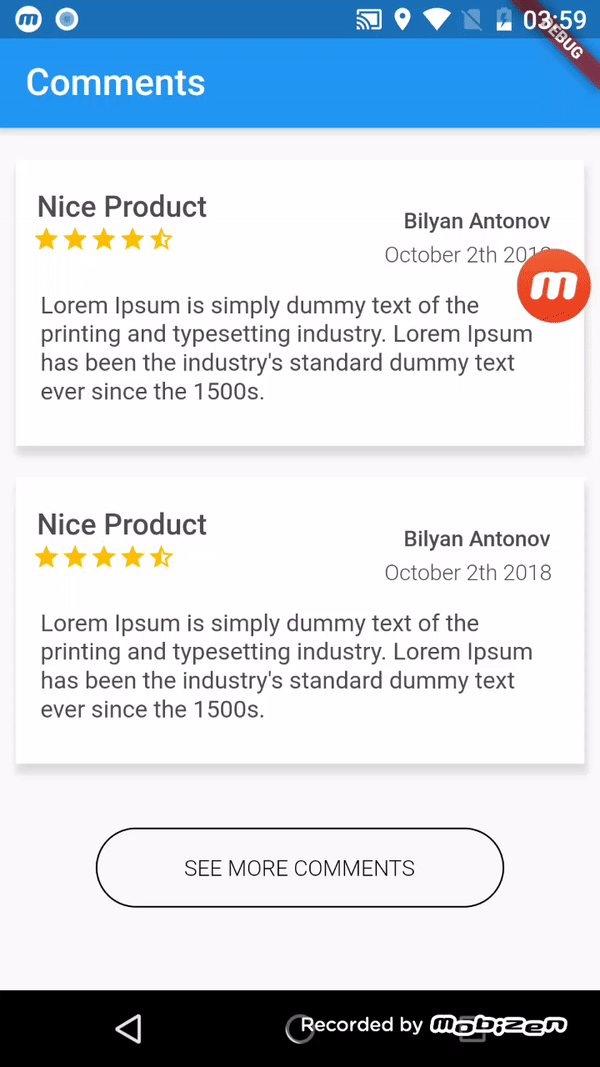 m
03:59
DEBUG
Comments
Nice Product
Bilyan Antonov
October 2th 2018
m
Lorem Ipsum is simply dummy text of the
printing and typesetting industry. Lorem Ipsum
has been the industry's standard dummy text
ever since the 1500s.
Nice Product
Bilyan Antonov
October 2th 2018
Lorem Ipsum is simply dummy text of the
printing and typesetting industry. Lorem Ipsum
has been the industry's standard dummy text
ever since the 1500s.
SEE MORE COMMENTS
Recorded by mobizen